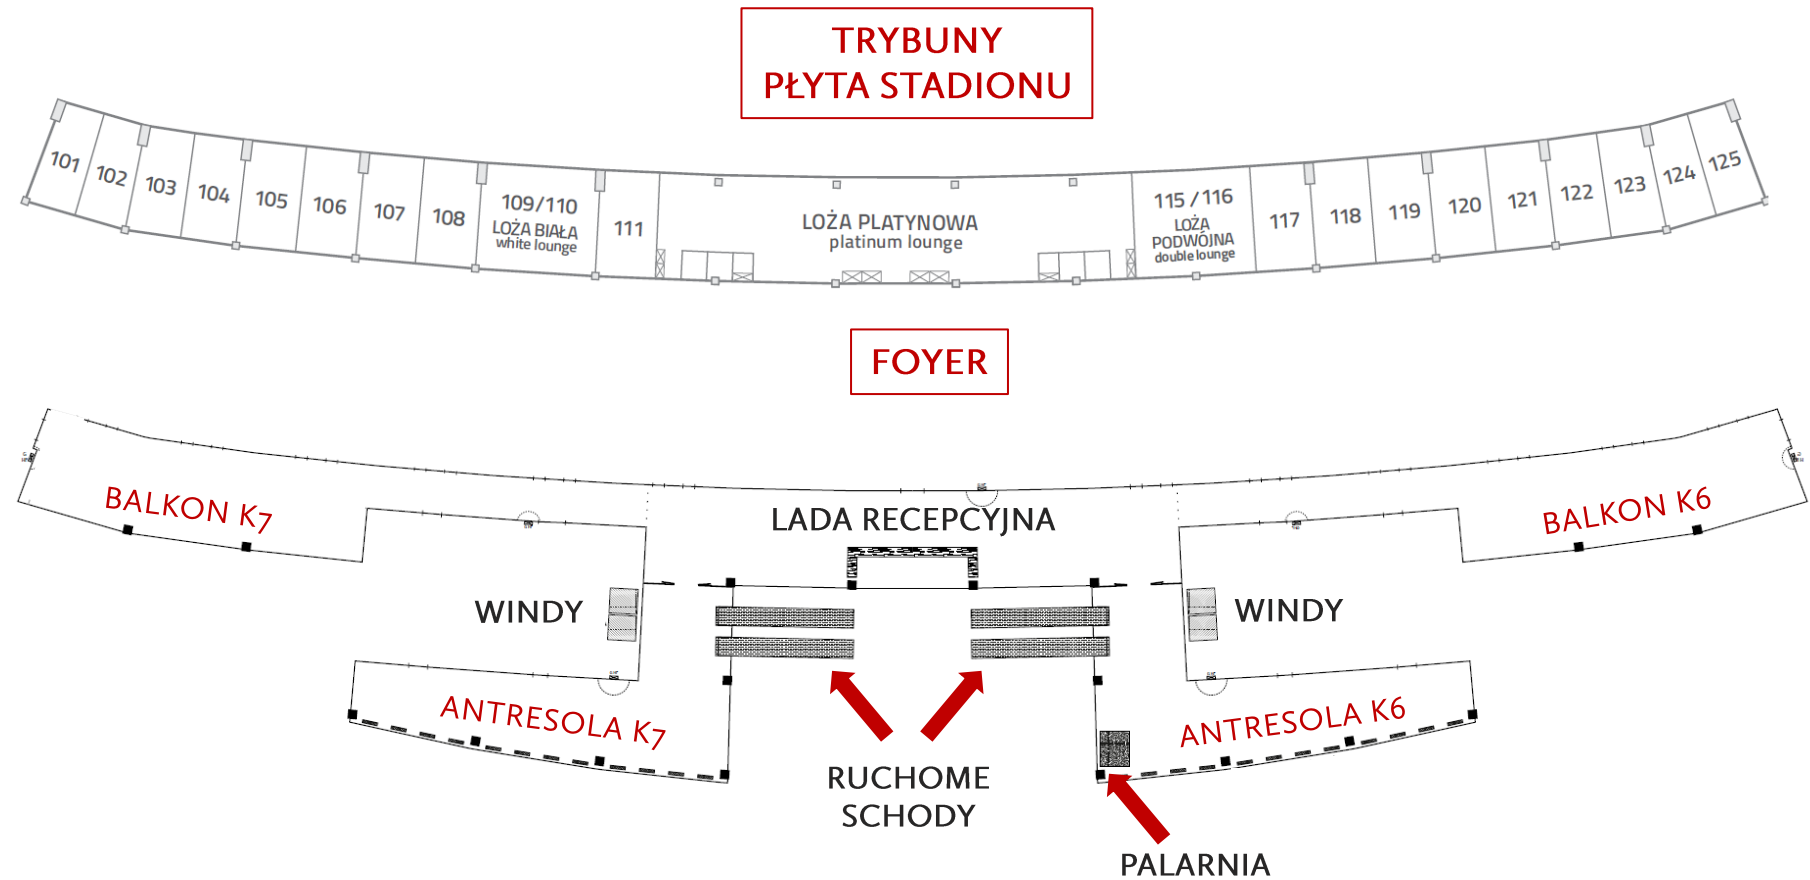 TRYBUNY
PŁYTA STADIONU
101
102
103
104
105
106
107
108
109/110
LOŻA BIAŁA
white lounge
111
LOŻA PLATYNOWA
platinum lounge
115 /116
LOŻA
PODWÓJNA
double lounge
117
118
119
120
121
122
123
124
125
FOYER
BALKON K7
LADA RECEPCYJNA
BALKON K6
WINDY
WINDY
ANTRESOLA K7
ANTRESOLA K6
RUCHOME
SCHODY
PALARNIA